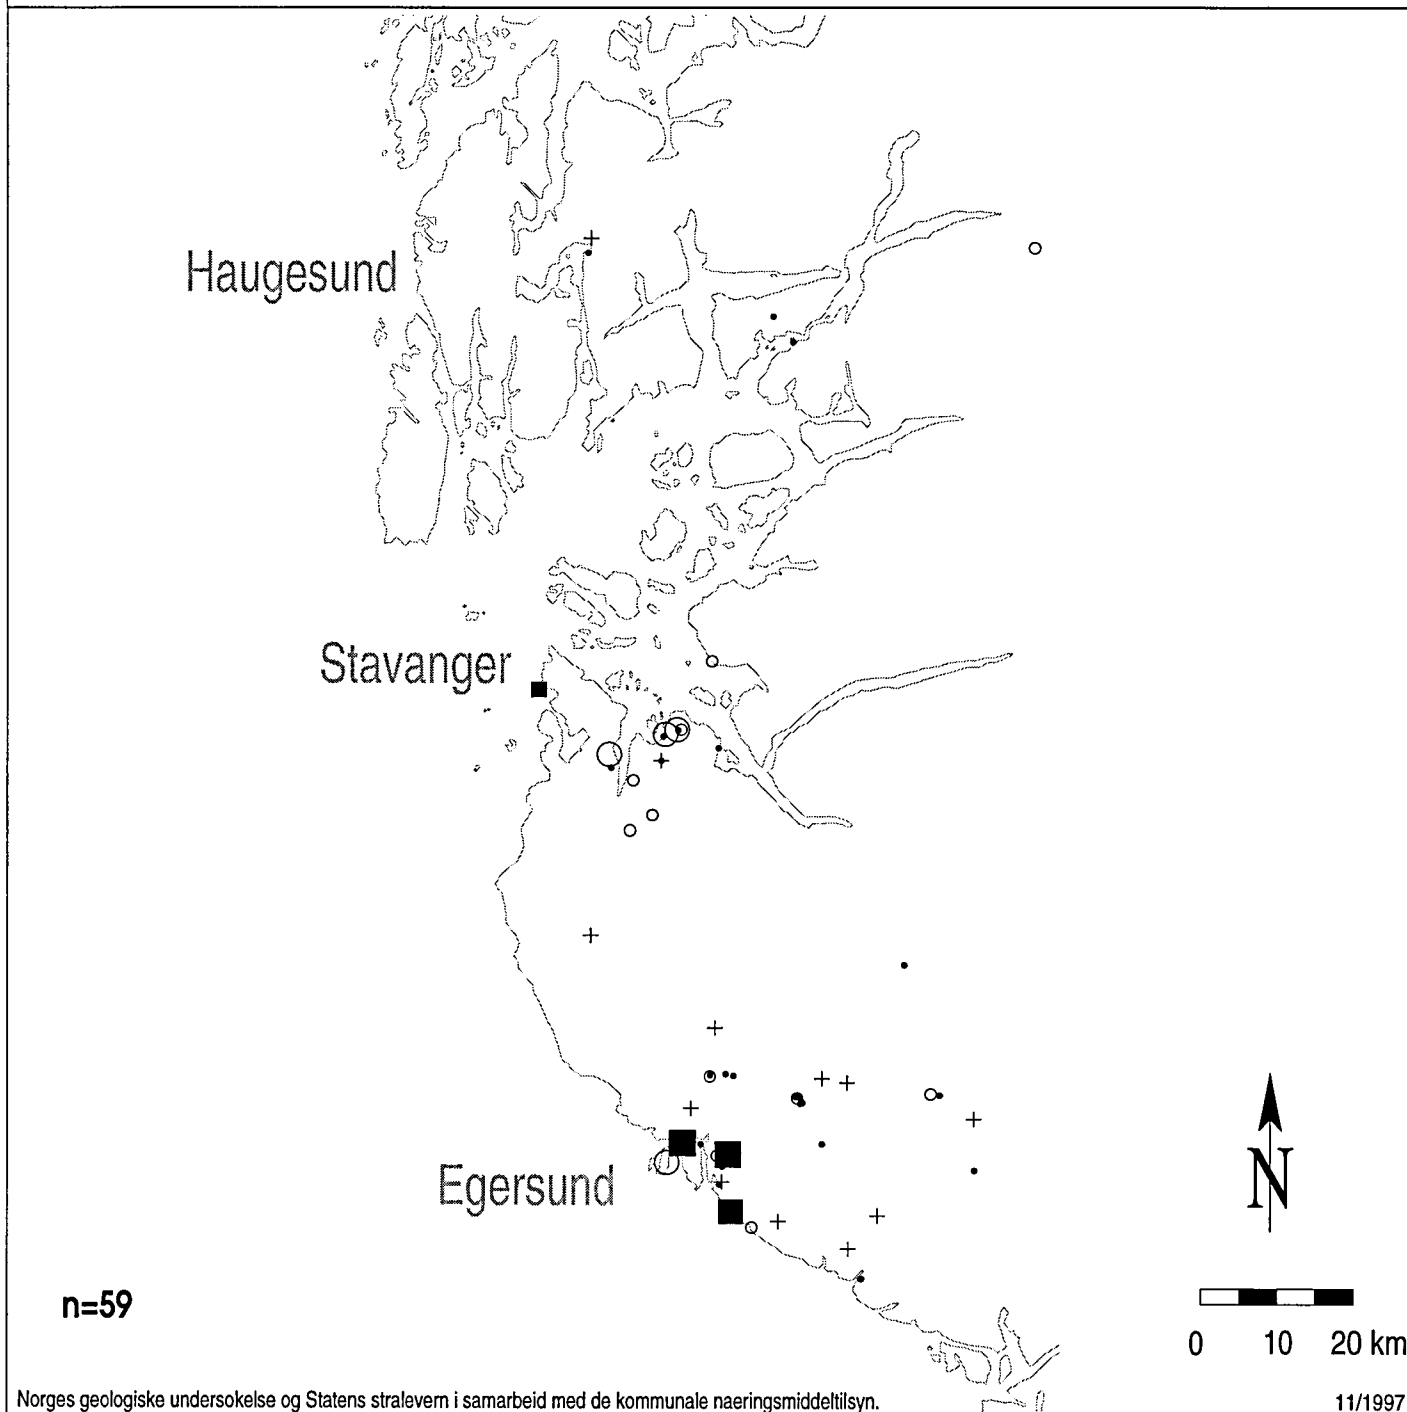 Haugesund
Stavanger
Egersund
N
n=59
0 10 20 km
Norges geologiske undersokelse og Statens stralevern i samarbeid med de kommunale naeringsmiddeltilsyn. 11/1997